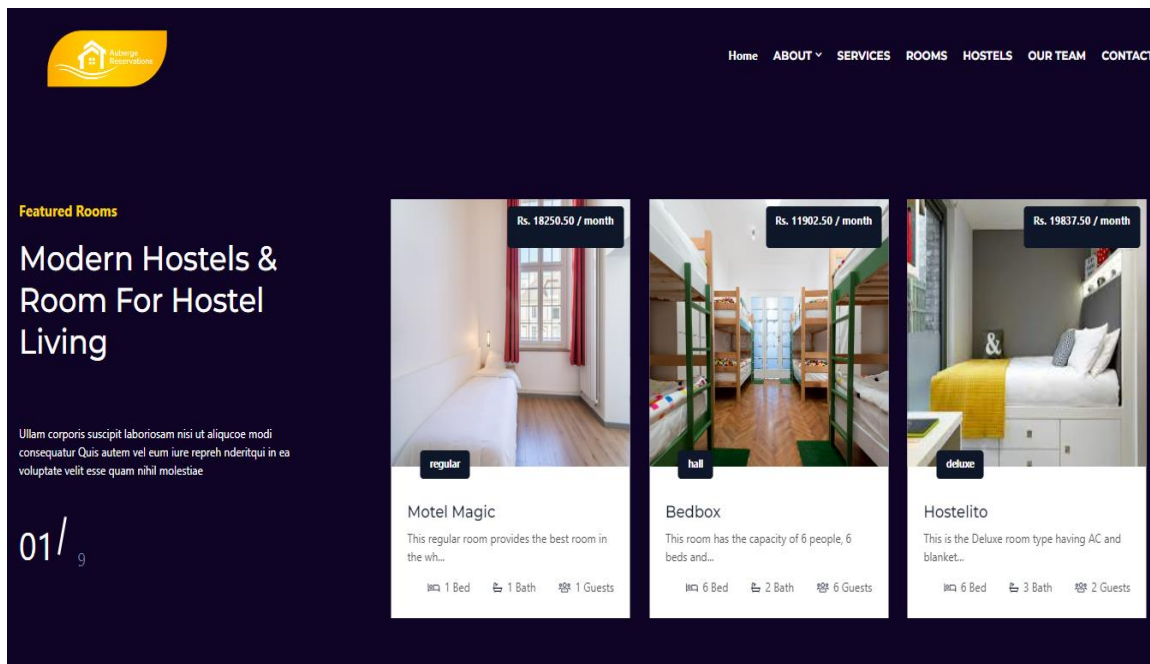 Auberge
Reservations
Home ABOUT SERVICES ROOMS HOSTELS OUR TEAM CONTACT
Featured Rooms
Modern Hostels &
Room For Hostel
Living
Ullam corporis suscipit laboriosam nisi ut aliqucoe modi
consequatur Quis autem vel eum iure repreh nderitqui in ea
voluptate velit esse quam nihil molestiae
01/ 9
Rs. 18250.50 / month
regular
Motel Magic
This regular room provides the best room in
the wh...
1 Bed 1 Bath 1 Guests
Rs. 11902.50 / month
hall
Bedbox
This room has the capacity of 6 people, 6
beds and...
6 Bed 2 Bath 6 Guests
Rs. 19837.50 / month
&
deluxe
Hostelito
This is the Deluxe room type having AC and
blanket...
6 Bed 3 Bath 2 Guests